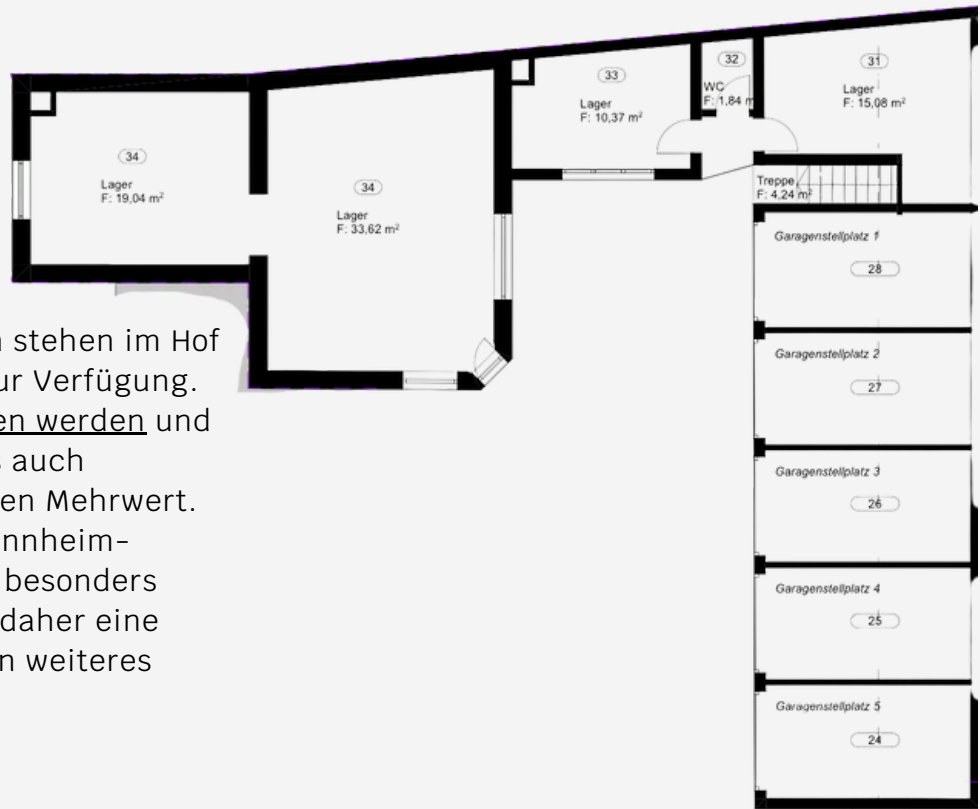 31
Lager
F: 15,08 m²
32
WC
F: 1,84 m
33
Lager
F: 10,37 m²
34
Lager
F: 19,04 m²
34
Lager
F: 33,62 m²
Treppe
F: 4,24 m²
Garagenstellplatz 1
28
Garagenstellplatz 2
27
Garagenstellplatz 3
26
Garagenstellplatz 4
25
Garagenstellplatz 5
24
stehen im Hof
ur Verfügung.
en werden und
auch
en Mehrwert.
nnheim-
besonders
daher eine
n weiteres